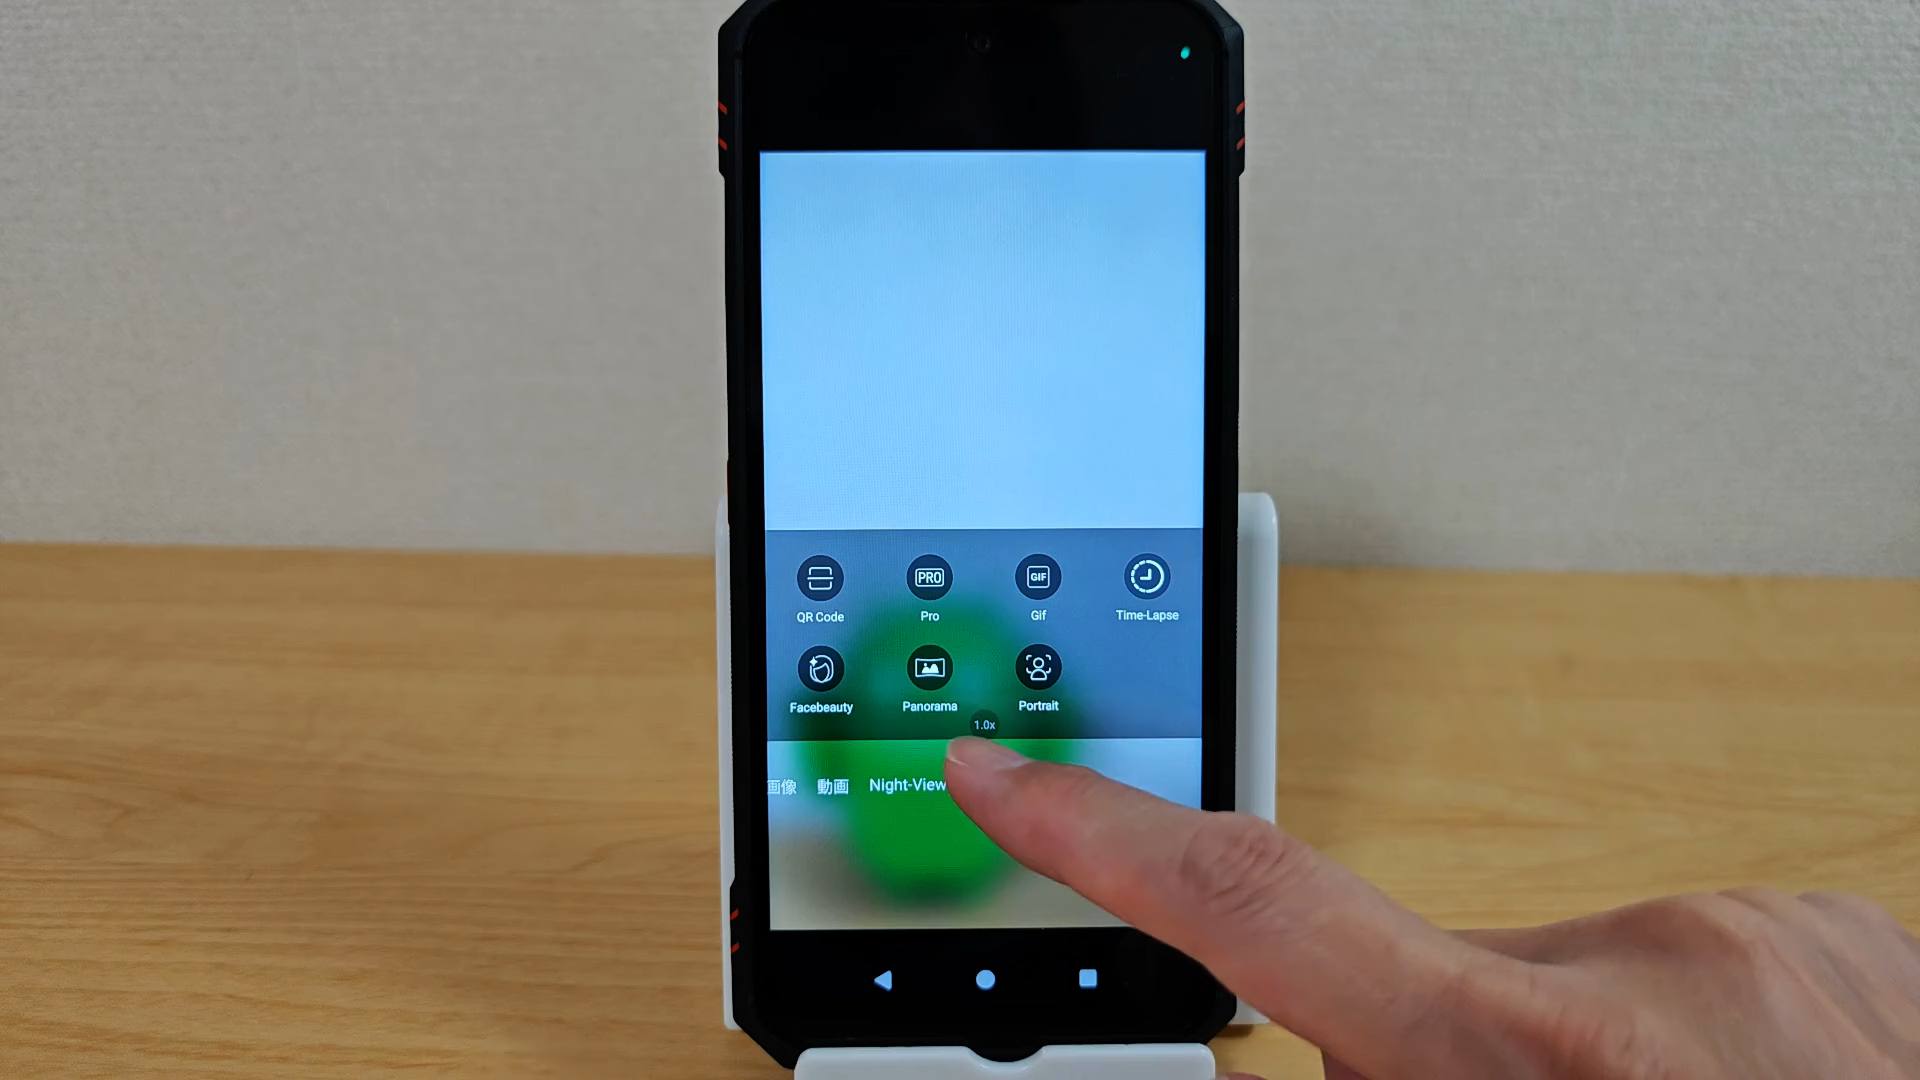 QR Code
PRO
Pro
GIF
Gif
Time-Lapse
Facebeauty
Panorama
Portrait
1.0x
画像 動画 Night-View